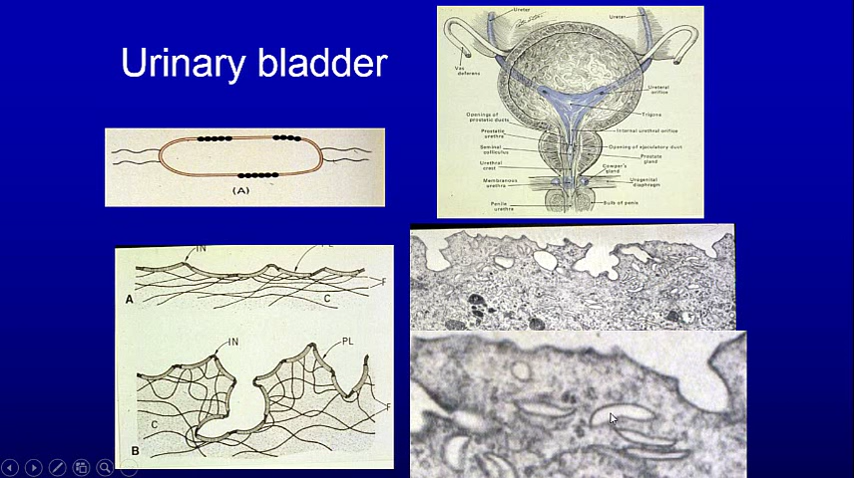 Urinary bladder
(A)
Ureter
Ureter
Vas
deferens
Ureteral
orifice
Trigone
Openings of
prostatic ducts
Internal urethral orifice
Prostatic
urethra
Opening of ejaculatory duct
Seminal
colliculus
Prostate
gland
Urethral
crest
Cowper's
gland
Membranous
urethra
Urogenital
diaphragm
Penile
urethra
Bulb of penis
IN
PL
F
A
C
IN
PL
F
C
B